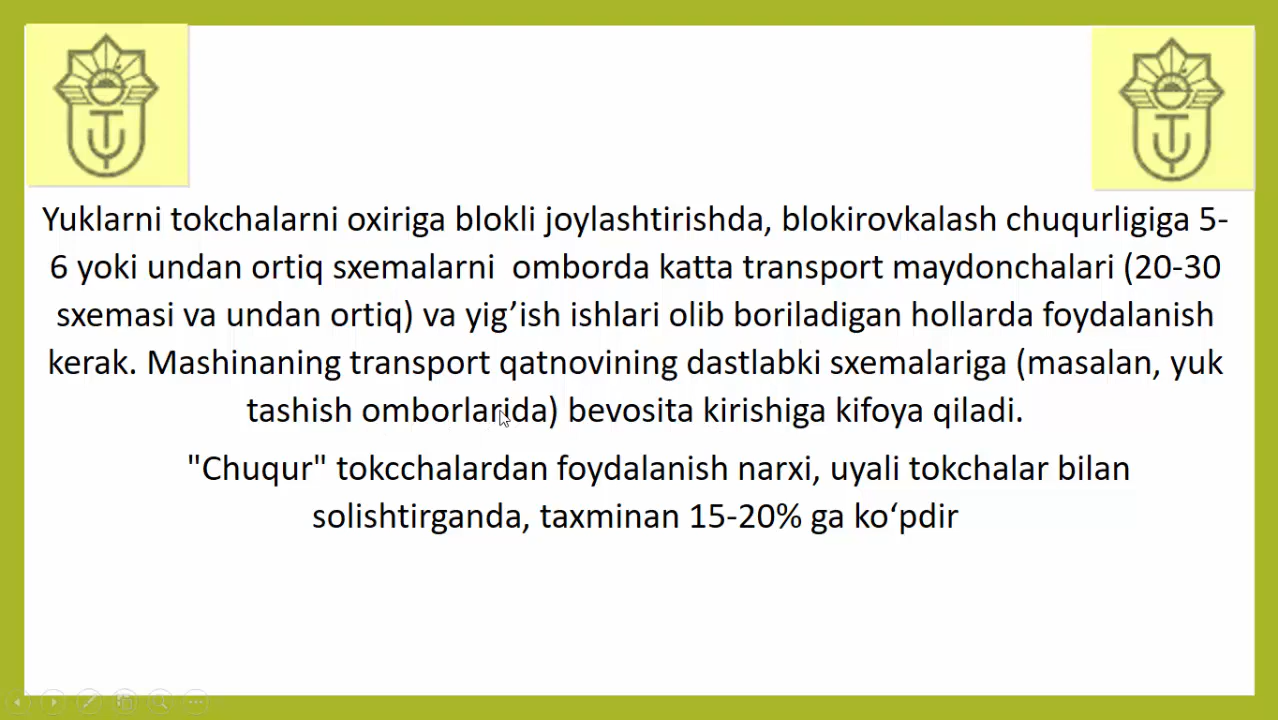 Yuklarni tokchalarni oxiriga blokli joylashtirishda, blokirovkalash chuqurligiga 5-
6 yoki undan ortiq sxemalarni  omborda katta transport maydonchalari (20-30
sxemasi va undan ortiq) va yig’ish ishlari olib boriladigan hollarda foydalanish
kerak. Mashinaning transport qatnovining dastlabki sxemalariga (masalan, yuk
tashish omborlarida) bevosita kirishiga kifoya qiladi.
"Chuqur" tokcchalardan foydalanish narxi, uyali tokchalar bilan
solishtirganda, taxminan 15-20% ga ko‘pdir